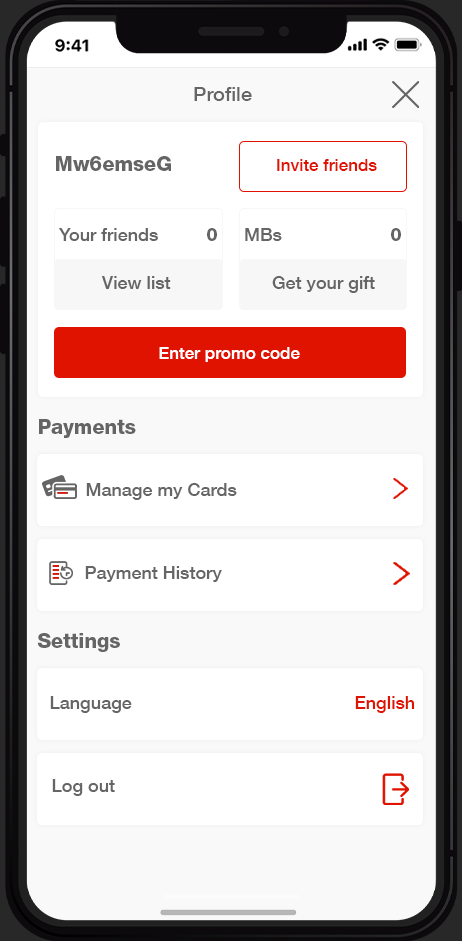 9:41
Profile
Mw6emseG
Invite friends
Your friends 0
MBs 0
View list
Get your gift
Enter promo code
Payments
Manage my Cards
Payment History
Settings
Language English
Log out